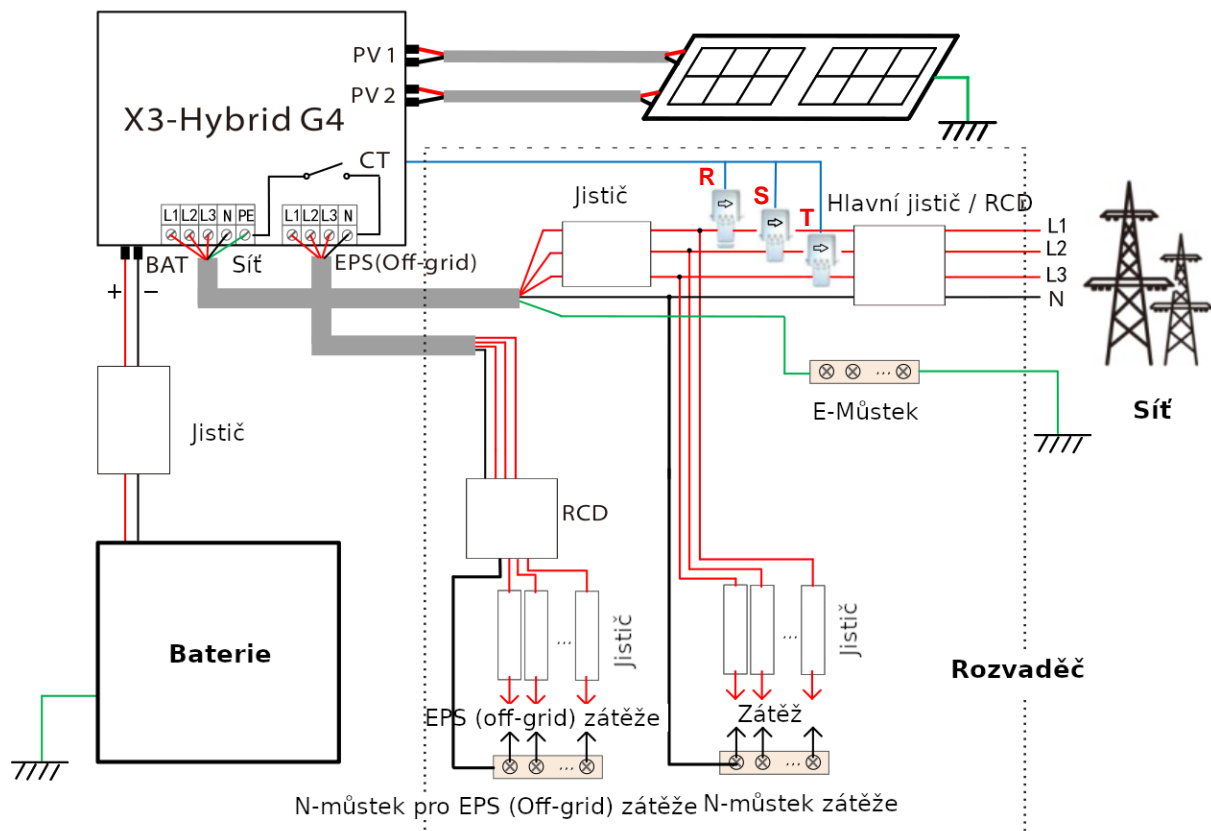 PV 1
PV 2
X3-Hybrid G4
CT
R
S
T
Jistič
Hlavní jistič / RCD
L1
L2
L3
N
L1 L2 L3 N PE
L1 L2 L3 N
BAT
Síť
EPS(Off-grid)
+
−
Jistič
E-Můstek
...
Síť
RCD
Baterie
...
Jistič
...
Jistič
Rozvaděč
EPS (off-grid) zátěže
Zátěž
...
...
N-můstek pro EPS (Off-grid) zátěže
N-můstek zátěže